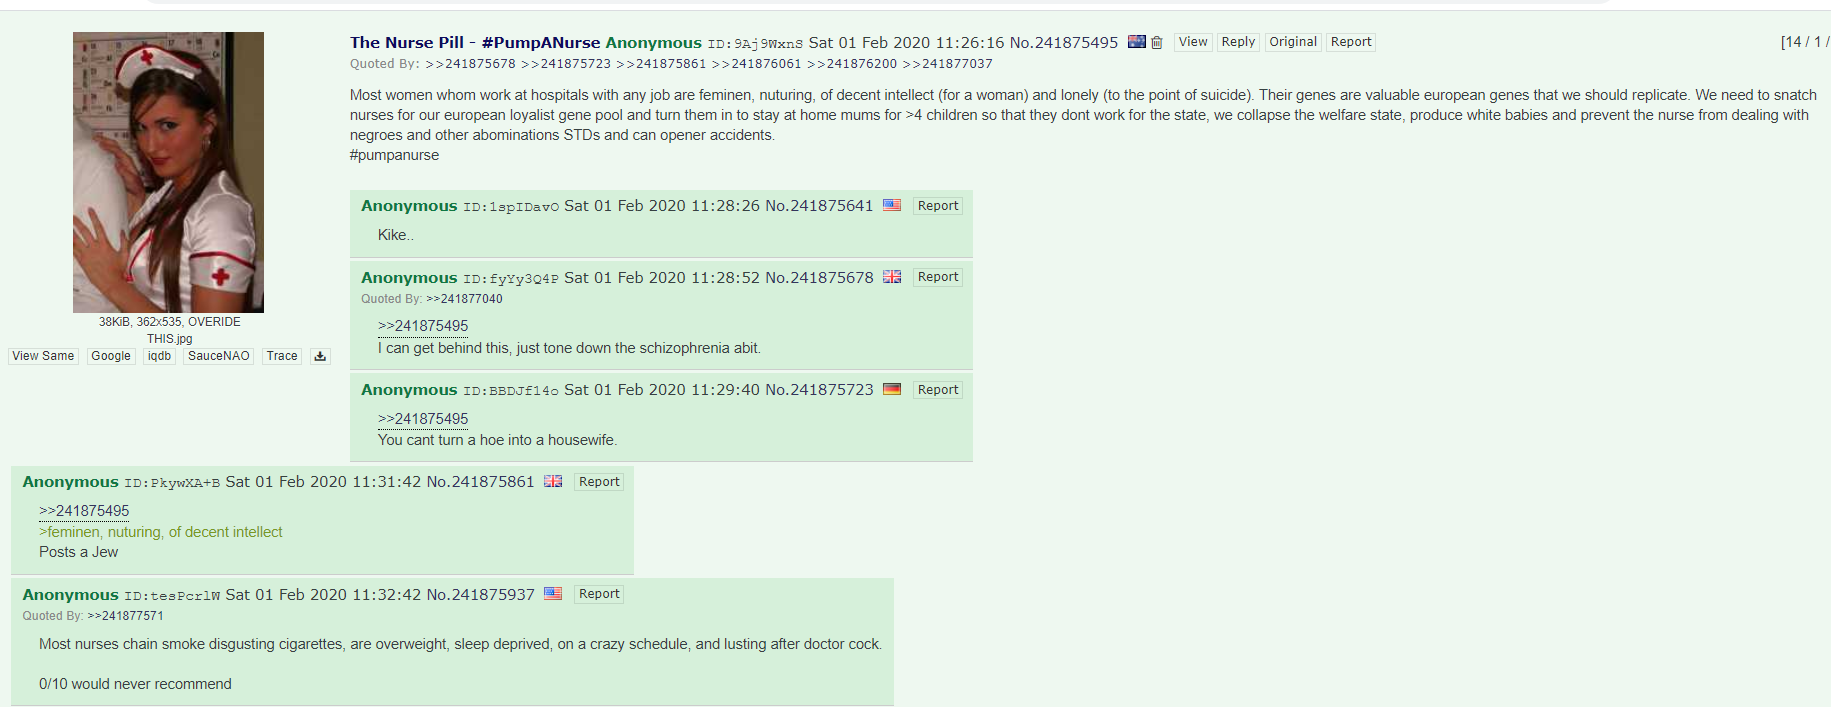 The Nurse Pill - #PumpANurse Anonymous ID:9Aj9WxnS Sat 01 Feb 2020 11:26:16 No.241875495 View Reply Original Report
[14 / 1 /
Quoted By: >>241875678 >>241875723 >>241875861 >>241876061 >>241876200 >>241877037
Most women whom work at hospitals with any job are feminen, nuturing, of decent intellect (for a woman) and lonely (to the point of suicide). Their genes are valuable european genes that we should replicate. We need to snatch
nurses for our european loyalist gene pool and turn them in to stay at home mums for >4 children so that they dont work for the state, we collapse the welfare state, produce white babies and prevent the nurse from dealing with
negroes and other abominations STDs and can opener accidents.
#pumpanurse
38KiB, 362x535, OVERIDE
THIS.jpg
View Same Google iqdb SauceNAO Trace
Anonymous ID:1spIDavO Sat 01 Feb 2020 11:28:26 No.241875641 Report
Kike..
Anonymous ID:fyYy3Q4P Sat 01 Feb 2020 11:28:52 No.241875678 Report
Quoted By: >>241877040
>>241875495
I can get behind this, just tone down the schizophrenia abit.
Anonymous ID:BBDJf14o Sat 01 Feb 2020 11:29:40 No.241875723 Report
>>241875495
You cant turn a hoe into a housewife.
Anonymous ID:PkywXA+B Sat 01 Feb 2020 11:31:42 No.241875861 Report
>>241875495
>feminen, nuturing, of decent intellect
Posts a Jew
Anonymous ID:tesPcrlW Sat 01 Feb 2020 11:32:42 No.241875937 Report
Quoted By: >>241877571
Most nurses chain smoke disgusting cigarettes, are overweight, sleep deprived, on a crazy schedule, and lusting after doctor cock.
0/10 would never recommend